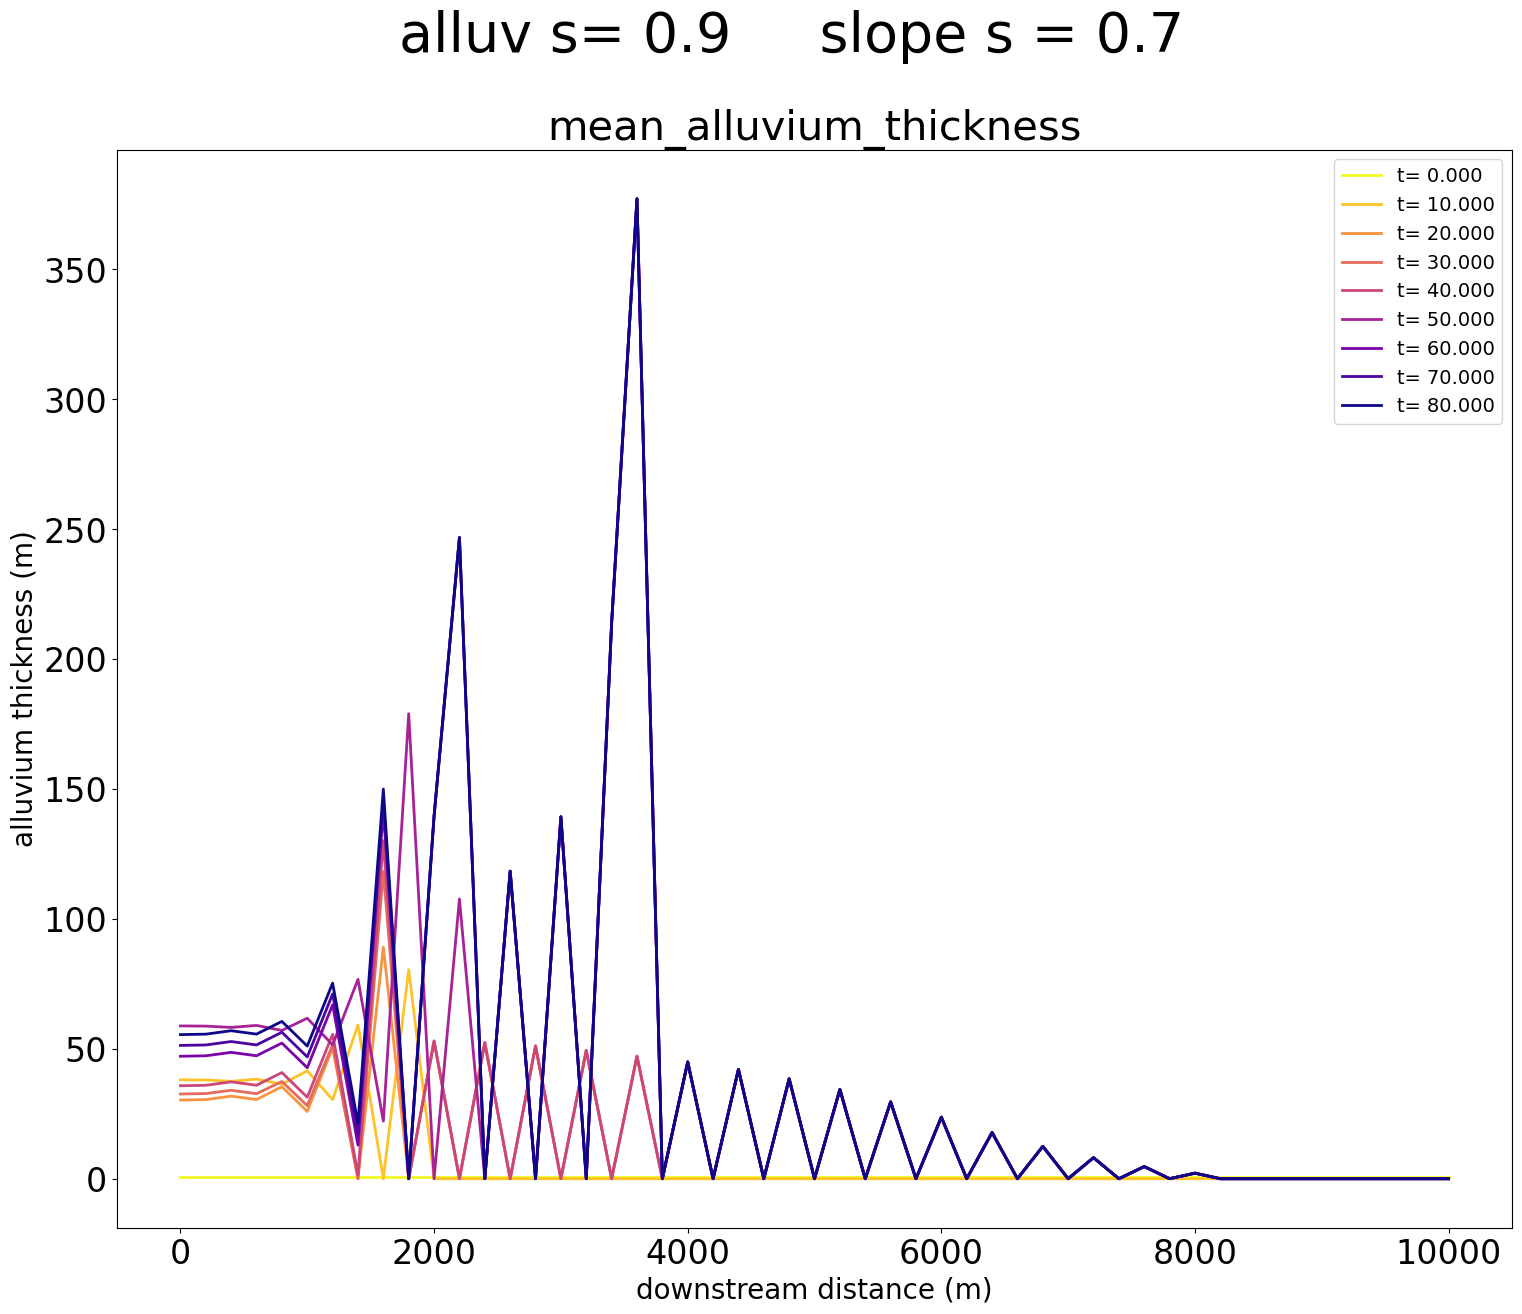 alluv s= 0.9     slope s = 0.7
mean_alluvium_thickness
t= 0.000
t= 10.000
t= 20.000
t= 30.000
t= 40.000
t= 50.000
t= 60.000
t= 70.000
t= 80.000
alluvium thickness (m)
350
300
250
200
150
100
50
0
0 2000 4000 6000 8000 10000
downstream distance (m)